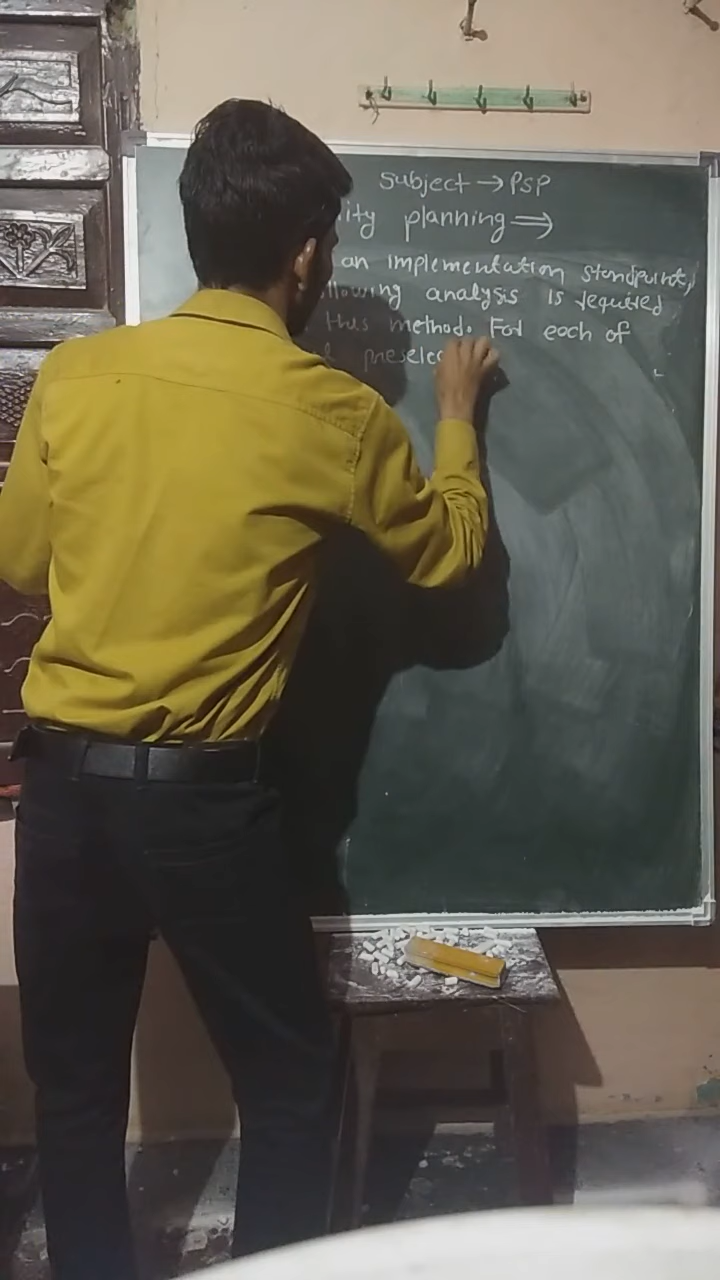 Subject → PSP
ity planning ⇒
an implementation standpoint,
llowing analysis is required
this method. For each of
preselec